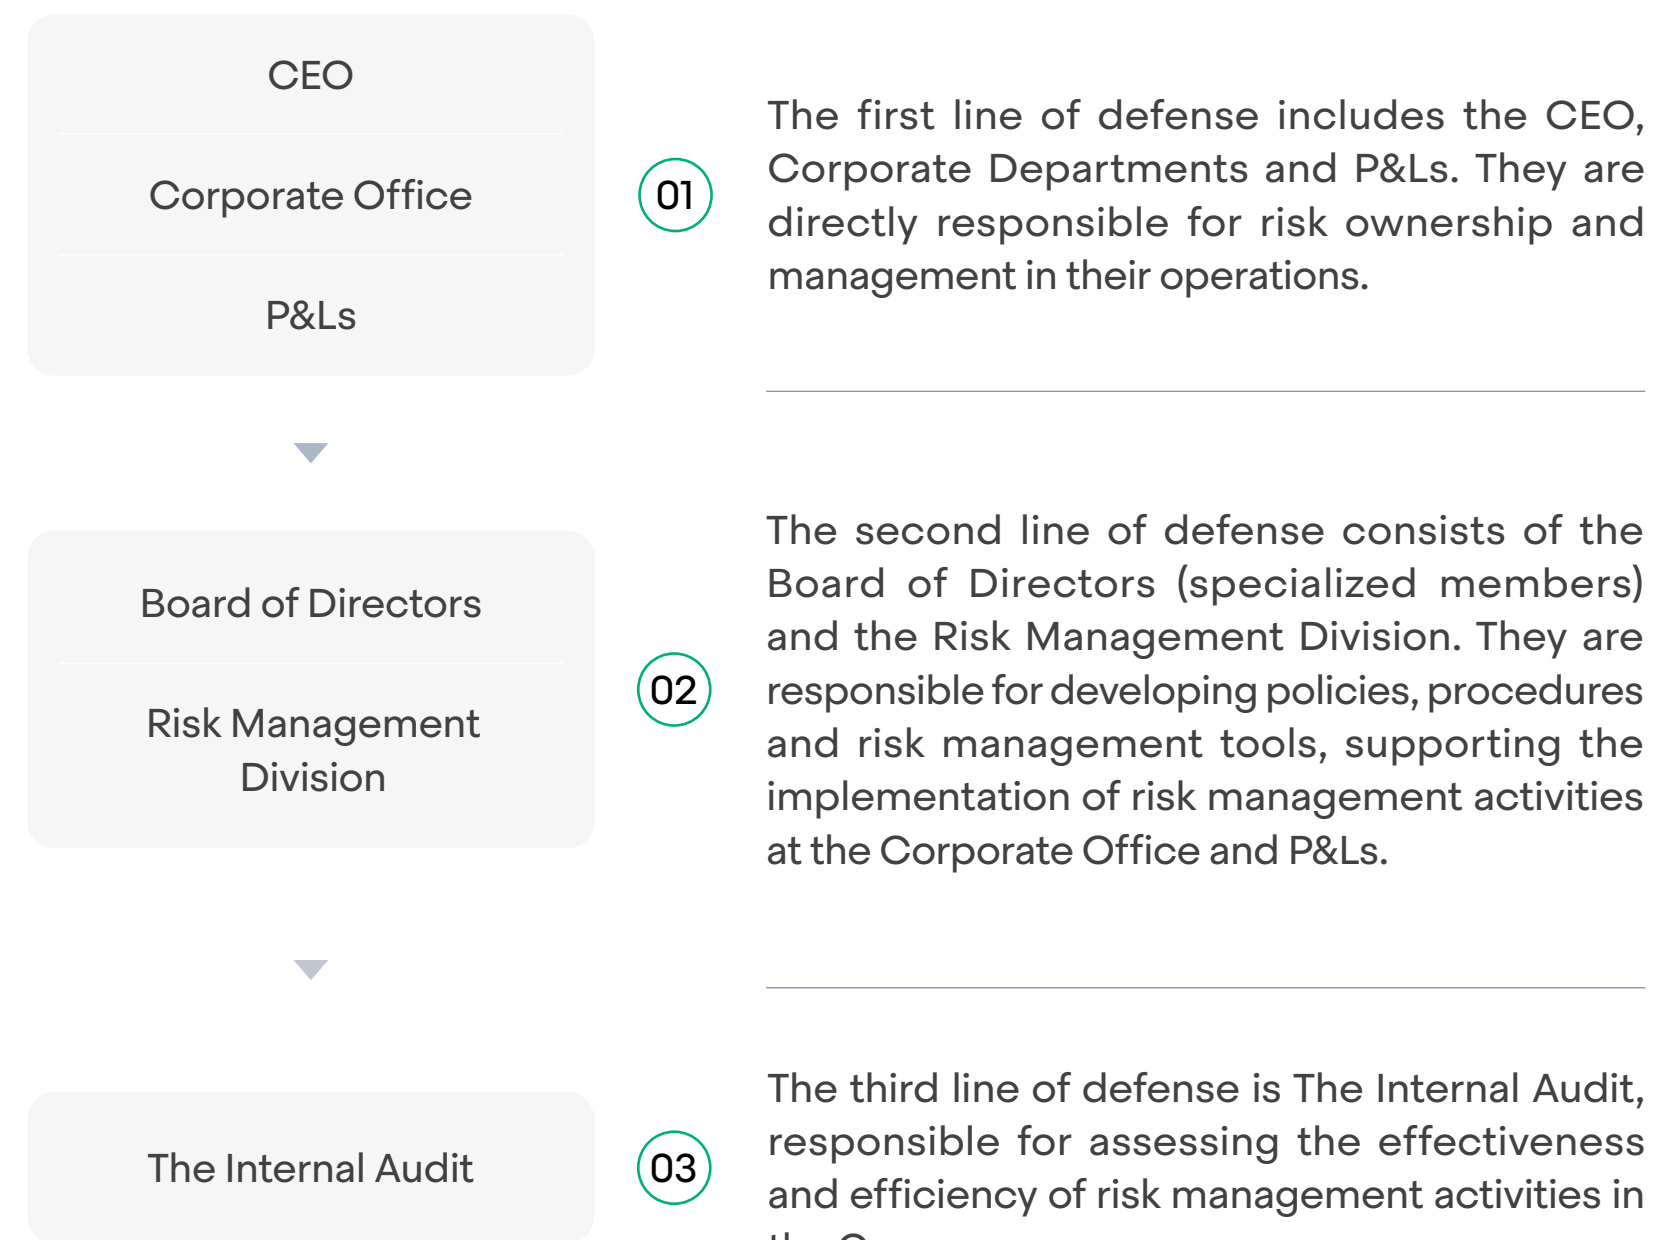 CEO
Corporate Office
P&Ls
01
The first line of defense includes the CEO,
Corporate Departments and P&Ls. They are
directly responsible for risk ownership and
management in their operations.
Board of Directors
Risk Management
Division
02
The second line of defense consists of the
Board of Directors (specialized members)
and the Risk Management Division. They are
responsible for developing policies, procedures
and risk management tools, supporting the
implementation of risk management activities
at the Corporate Office and P&Ls.
The Internal Audit
03
The third line of defense is The Internal Audit,
responsible for assessing the effectiveness
and efficiency of risk management activities in